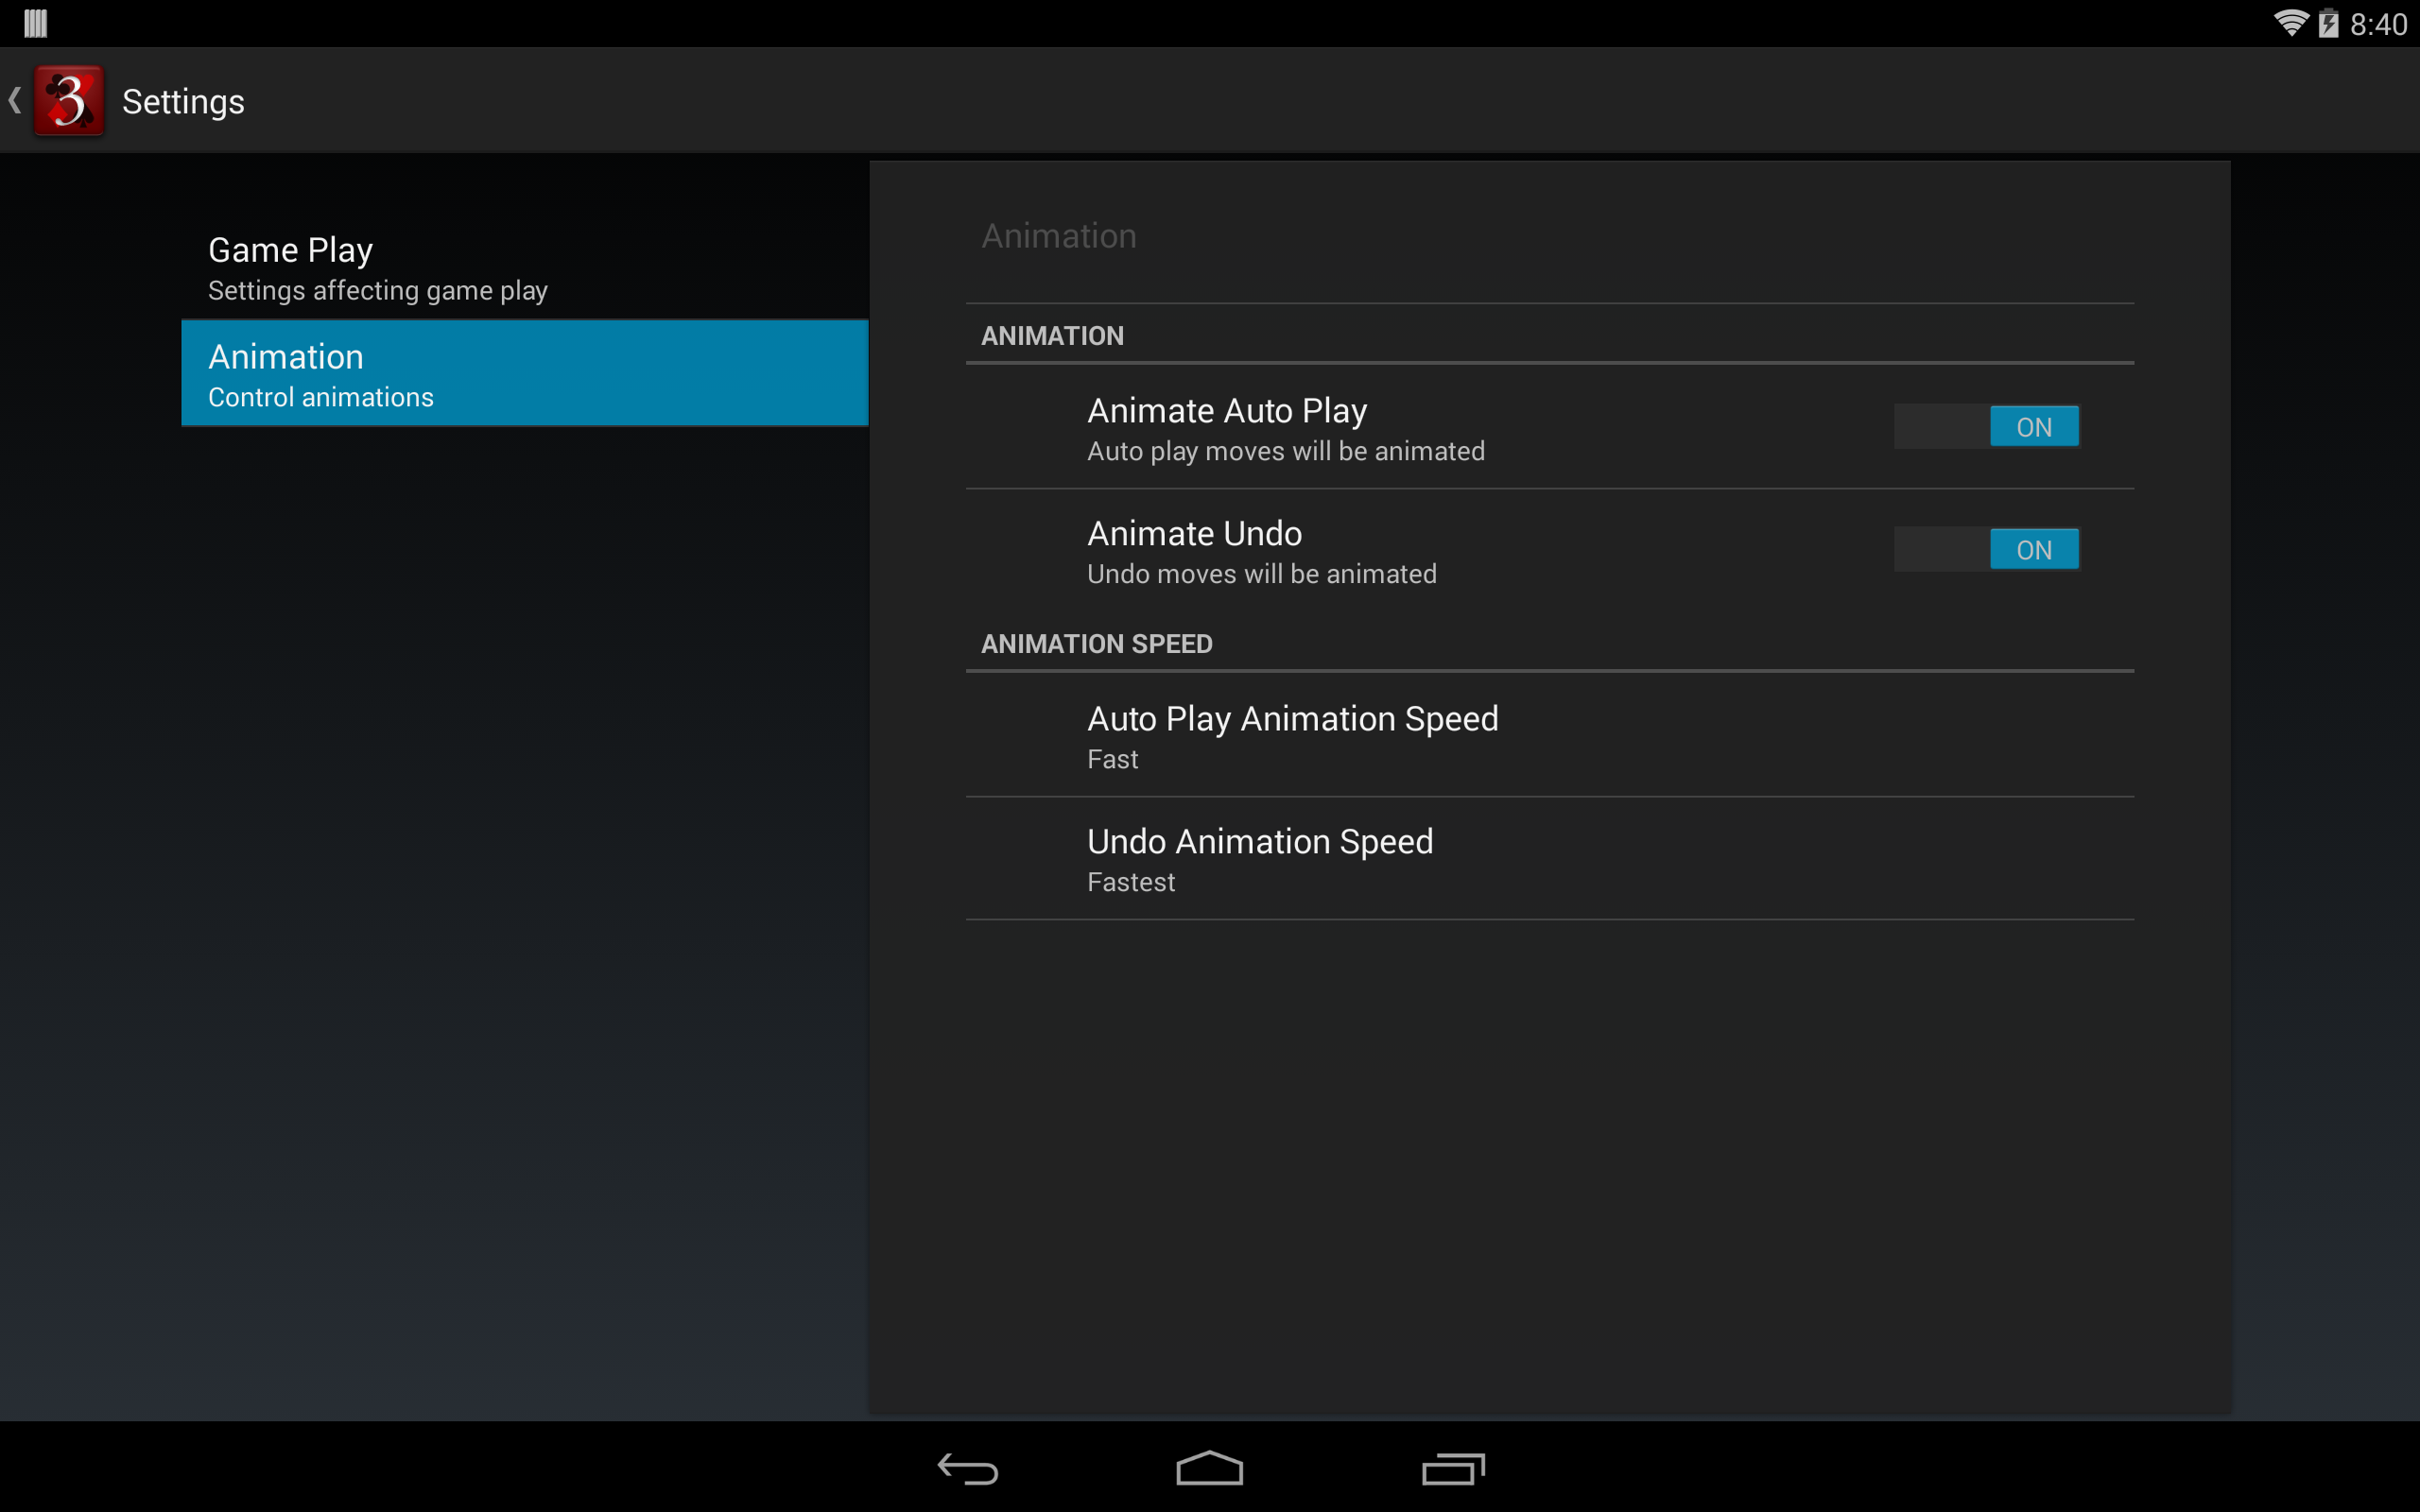 8:40
3
Settings
Game Play
Settings affecting game play
Animation
Control animations
Animation
ANIMATION
Animate Auto Play
Auto play moves will be animated
ON
Animate Undo
Undo moves will be animated
ON
ANIMATION SPEED
Auto Play Animation Speed
Fast
Undo Animation Speed
Fastest